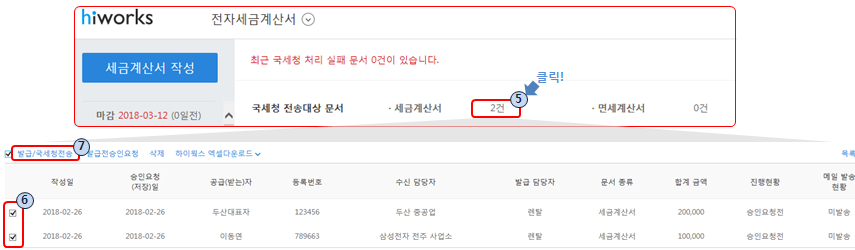 hiworks 전자세금계산서
세금계산서 작성
최근 국세청 처리 실패 문서 0건이 있습니다.
클릭!
5
마감 2018-03-12 (0일전)
국세청 전송대상 문서 · 세금계산서 2건 · 면세계산서 0건
7
발급/국세청전송 발급전승인요청 삭제 하이웍스 엑셀다운로드 목록
작성일 승인요청 (저장)일 공급(받는)자 등록번호 수신 담당자 발급 담당자 문서 종류 합계 금액 진행현황 메일 발송 현황
6
2018-02-26 2018-02-26 두산대표자 123456 두산 중공업 렌탈 세금계산서 200,000 승인요청전 미발송
2018-02-26 2018-02-26 이동연 789663 삼성전자 전주 사업소 렌탈 세금계산서 100,000 승인요청전 미발송